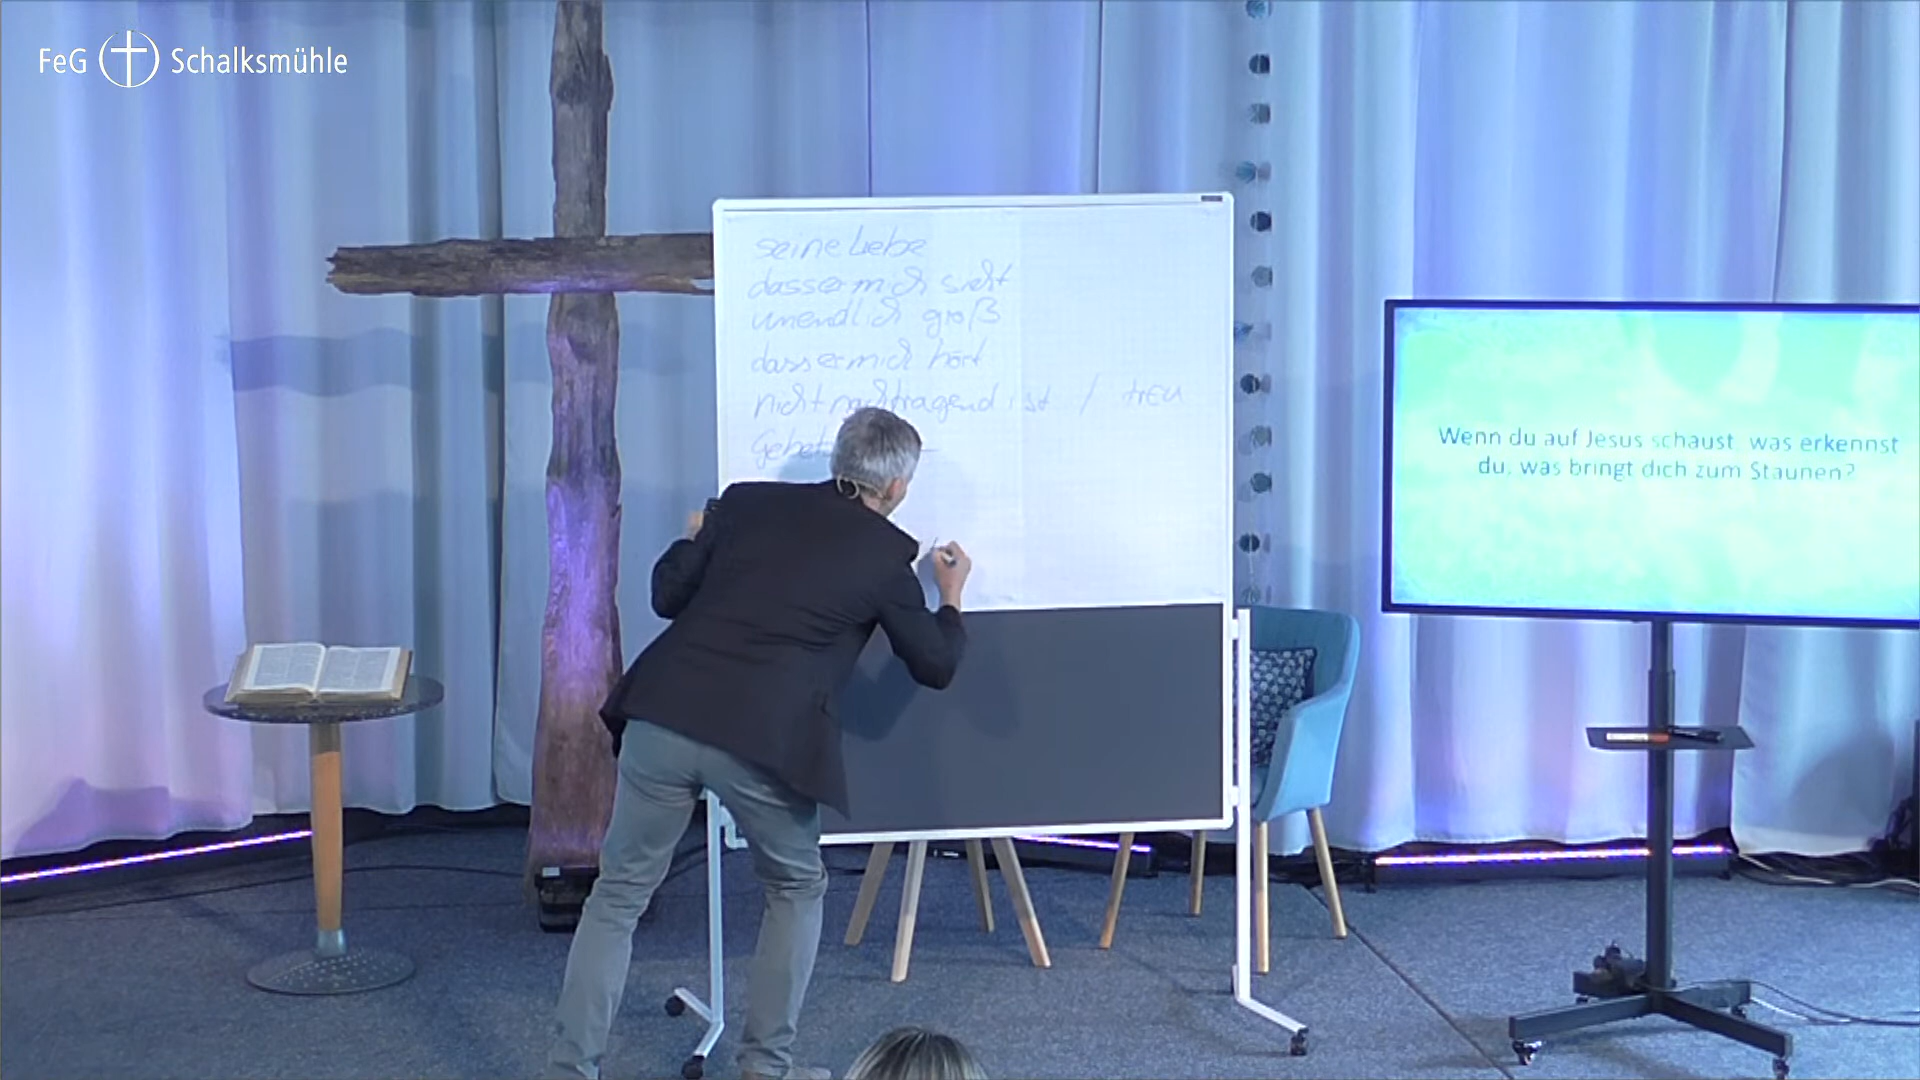 FeG Schalksmühle
seine Liebe
dass er mich sieht
unendlich groß
dass er mich hört
nicht nachtragend ist / treu
Gebet
Wenn du auf Jesus schaust, was erkennst
du, was bringt dich zum Staunen?